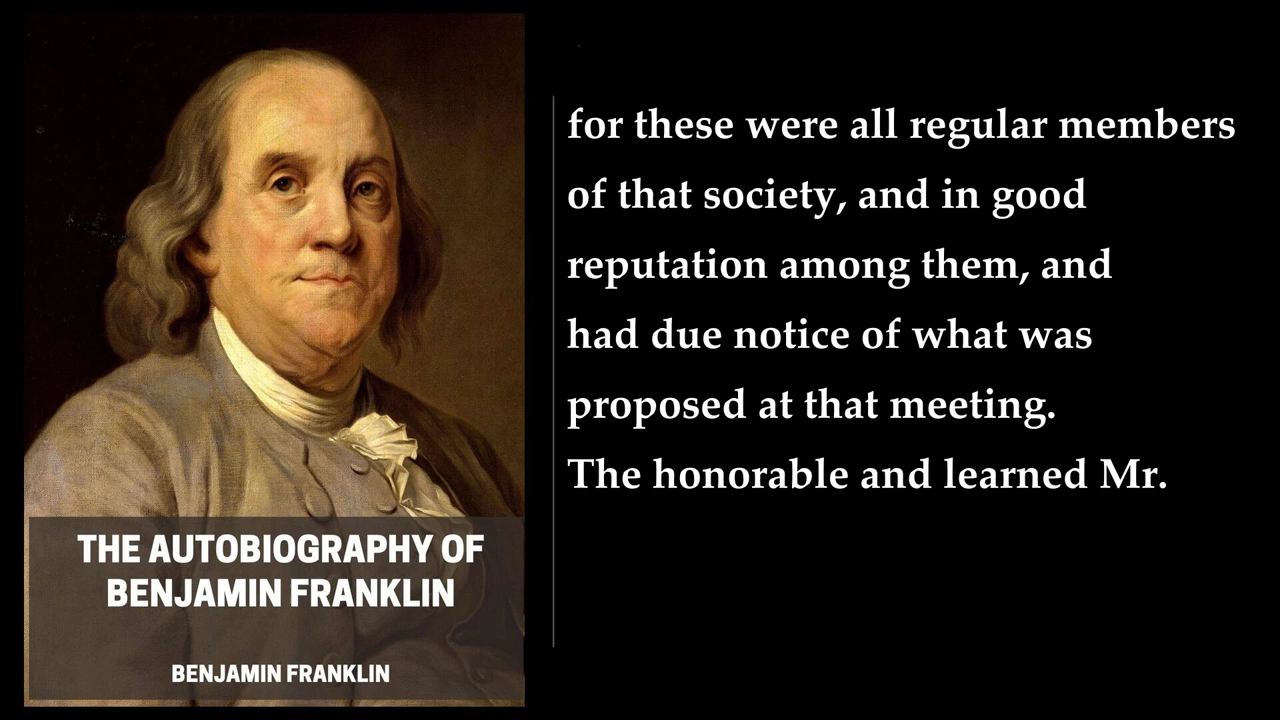 for these were all regular members
of that society, and in good
reputation among them, and
had due notice of what was
proposed at that meeting.
The honorable and learned Mr.
THE AUTOBIOGRAPHY OF
BENJAMIN FRANKLIN
BENJAMIN FRANKLIN